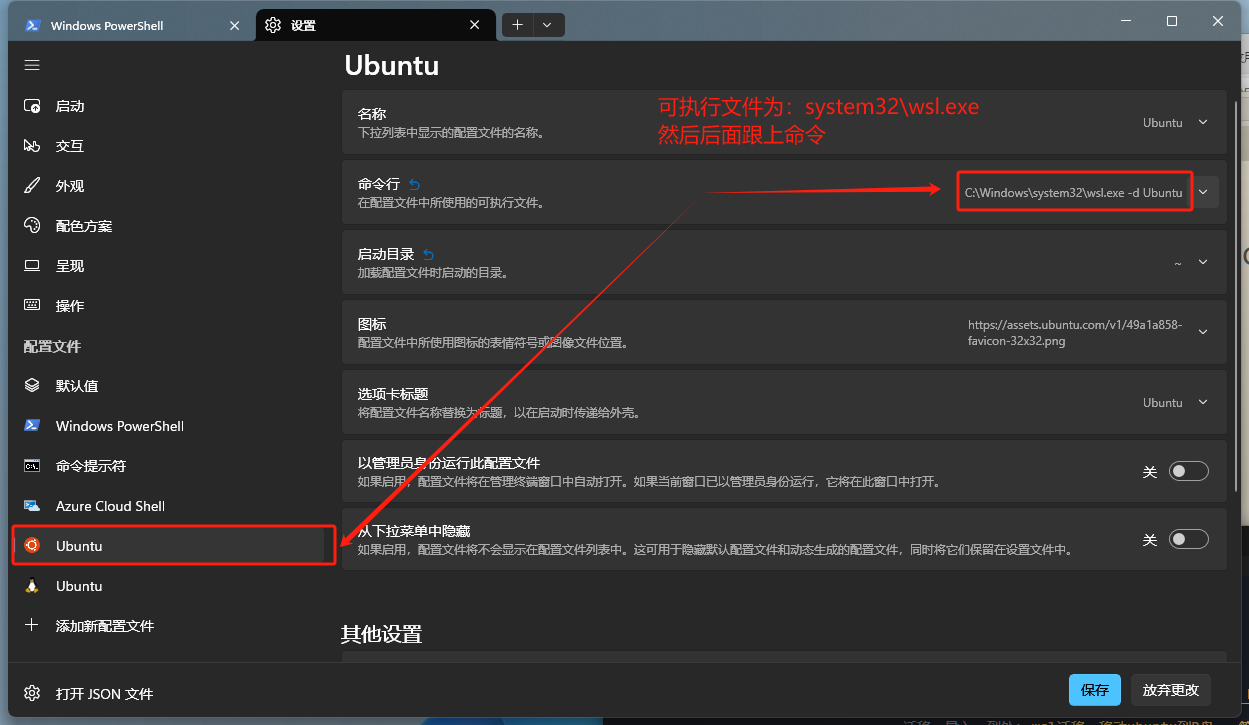 Windows PowerShell
设置
启动
交互
外观
配色方案
呈现
操作
配置文件
默认值
Windows PowerShell
命令提示符
Azure Cloud Shell
Ubuntu
Ubuntu
添加新配置文件
打开 JSON 文件
Ubuntu
可执行文件为：system32\wsl.exe
然后后面跟上命令
名称
下拉列表中显示的配置文件的名称。
Ubuntu
命令行
在配置文件中所使用的可执行文件。
C:\Windows\system32\wsl.exe -d Ubuntu
启动目录
加载配置文件时启动的目录。
~
图标
配置文件中所使用图标的表情符号或图像文件位置。
https://assets.ubuntu.com/v1/49a1a858-
favicon-32x32.png
选项卡标题
将配置文件名称替换为标题，以在启动时传递给外壳。
Ubuntu
以管理员身份运行此配置文件
如果启用，配置文件将在管理终端窗口中自动打开。如果当前窗口已以管理员身份运行，它将在此窗口中打开。
关
从下拉菜单中隐藏
如果启用，配置文件将不会显示在配置文件列表中。这可用于隐藏默认配置文件和动态生成的配置文件，同时将它们保留在设置文件中。
关
其他设置
保存
放弃更改